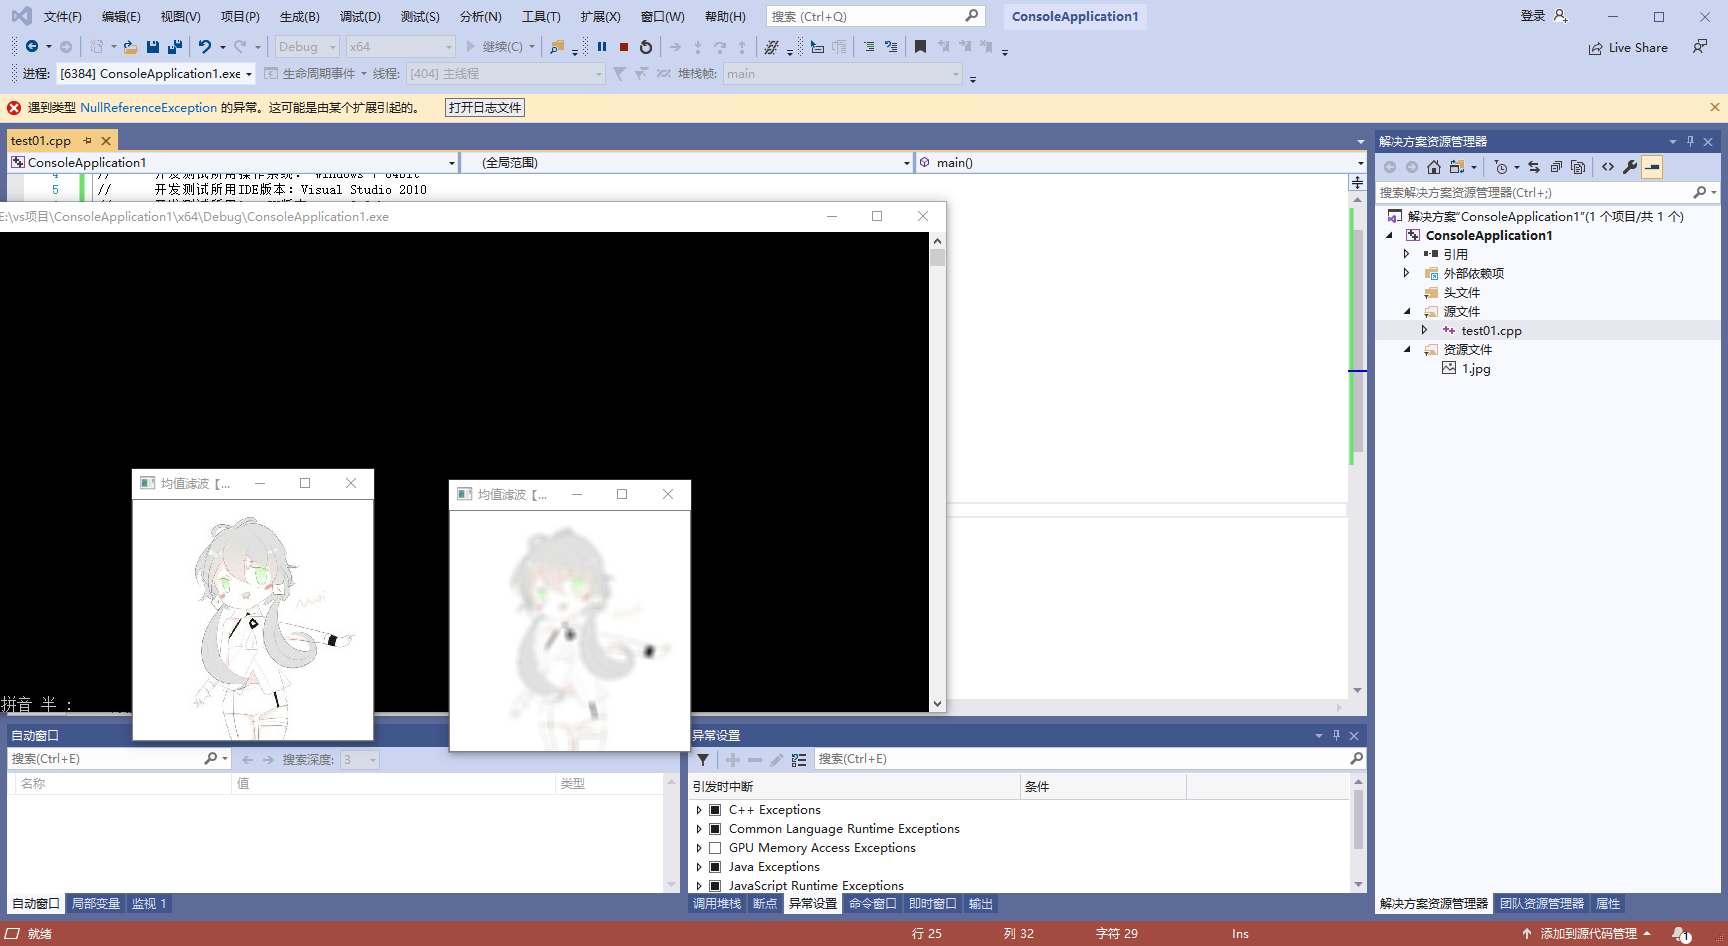 文件(F) 编辑(E) 视图(V) 项目(P) 生成(B) 调试(D) 测试(S) 分析(N) 工具(T) 扩展(X) 窗口(W) 帮助(H) 搜索 (Ctrl+Q) ConsoleApplication1 登录
Debug x64 继续(C) Live Share
进程: [6384] ConsoleApplication1.exe 生命周期事件 线程: [404] 主线程 堆栈帧: main
遇到类型 NullReferenceException 的异常。这可能是由某个扩展引起的。 打开日志文件
test01.cpp
ConsoleApplication1 (全局范围) main()
4 // 开发测试所用操作系统: Windows 7 64bit
5 // 开发测试所用IDE版本: Visual Studio 2010
E:\vs项目\ConsoleApplication1\x64\Debug\ConsoleApplication1.exe
均值滤波【...
均值滤波【...
拼音 半 :
解决方案资源管理器
搜索解决方案资源管理器(Ctrl+;)
解决方案"ConsoleApplication1"(1 个项目/共 1 个)
ConsoleApplication1
引用
外部依赖项
头文件
源文件
test01.cpp
资源文件
1.jpg
自动窗口
搜索(Ctrl+E) 搜索深度: 3
名称 值 类型
自动窗口 局部变量 监视 1
异常设置
搜索(Ctrl+E)
引发时中断 条件
C++ Exceptions
Common Language Runtime Exceptions
GPU Memory Access Exceptions
Java Exceptions
JavaScript Runtime Exceptions
调用堆栈 断点 异常设置 命令窗口 即时窗口 输出
解决方案资源管理器 团队资源管理器 属性
就绪 行 25 列 32 字符 29 Ins 添加到源代码管理 1